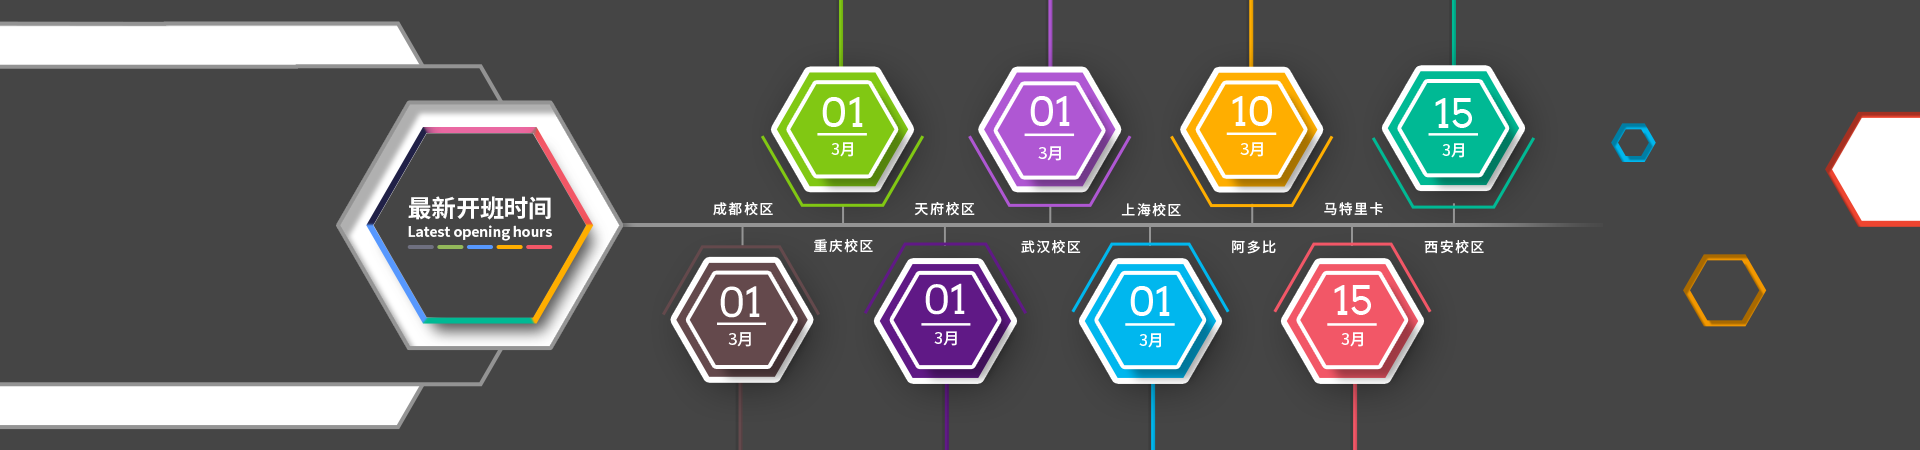 最新开班时间
Latest opening hours
成都校区
01
3月
重庆校区
01
3月
天府校区
01
3月
武汉校区
01
3月
上海校区
01
3月
阿多比
10
3月
马特里卡
15
3月
西安校区
15
3月